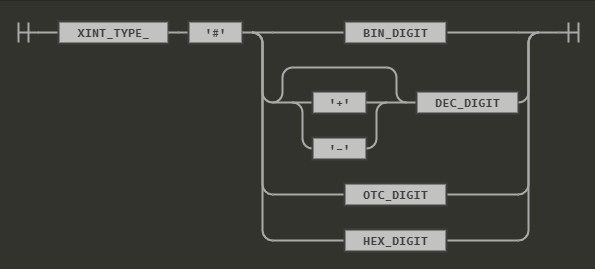 XINT_TYPE_ '#' BIN_DIGIT
'+' DEC_DIGIT
'-'
OTC_DIGIT
HEX_DIGIT